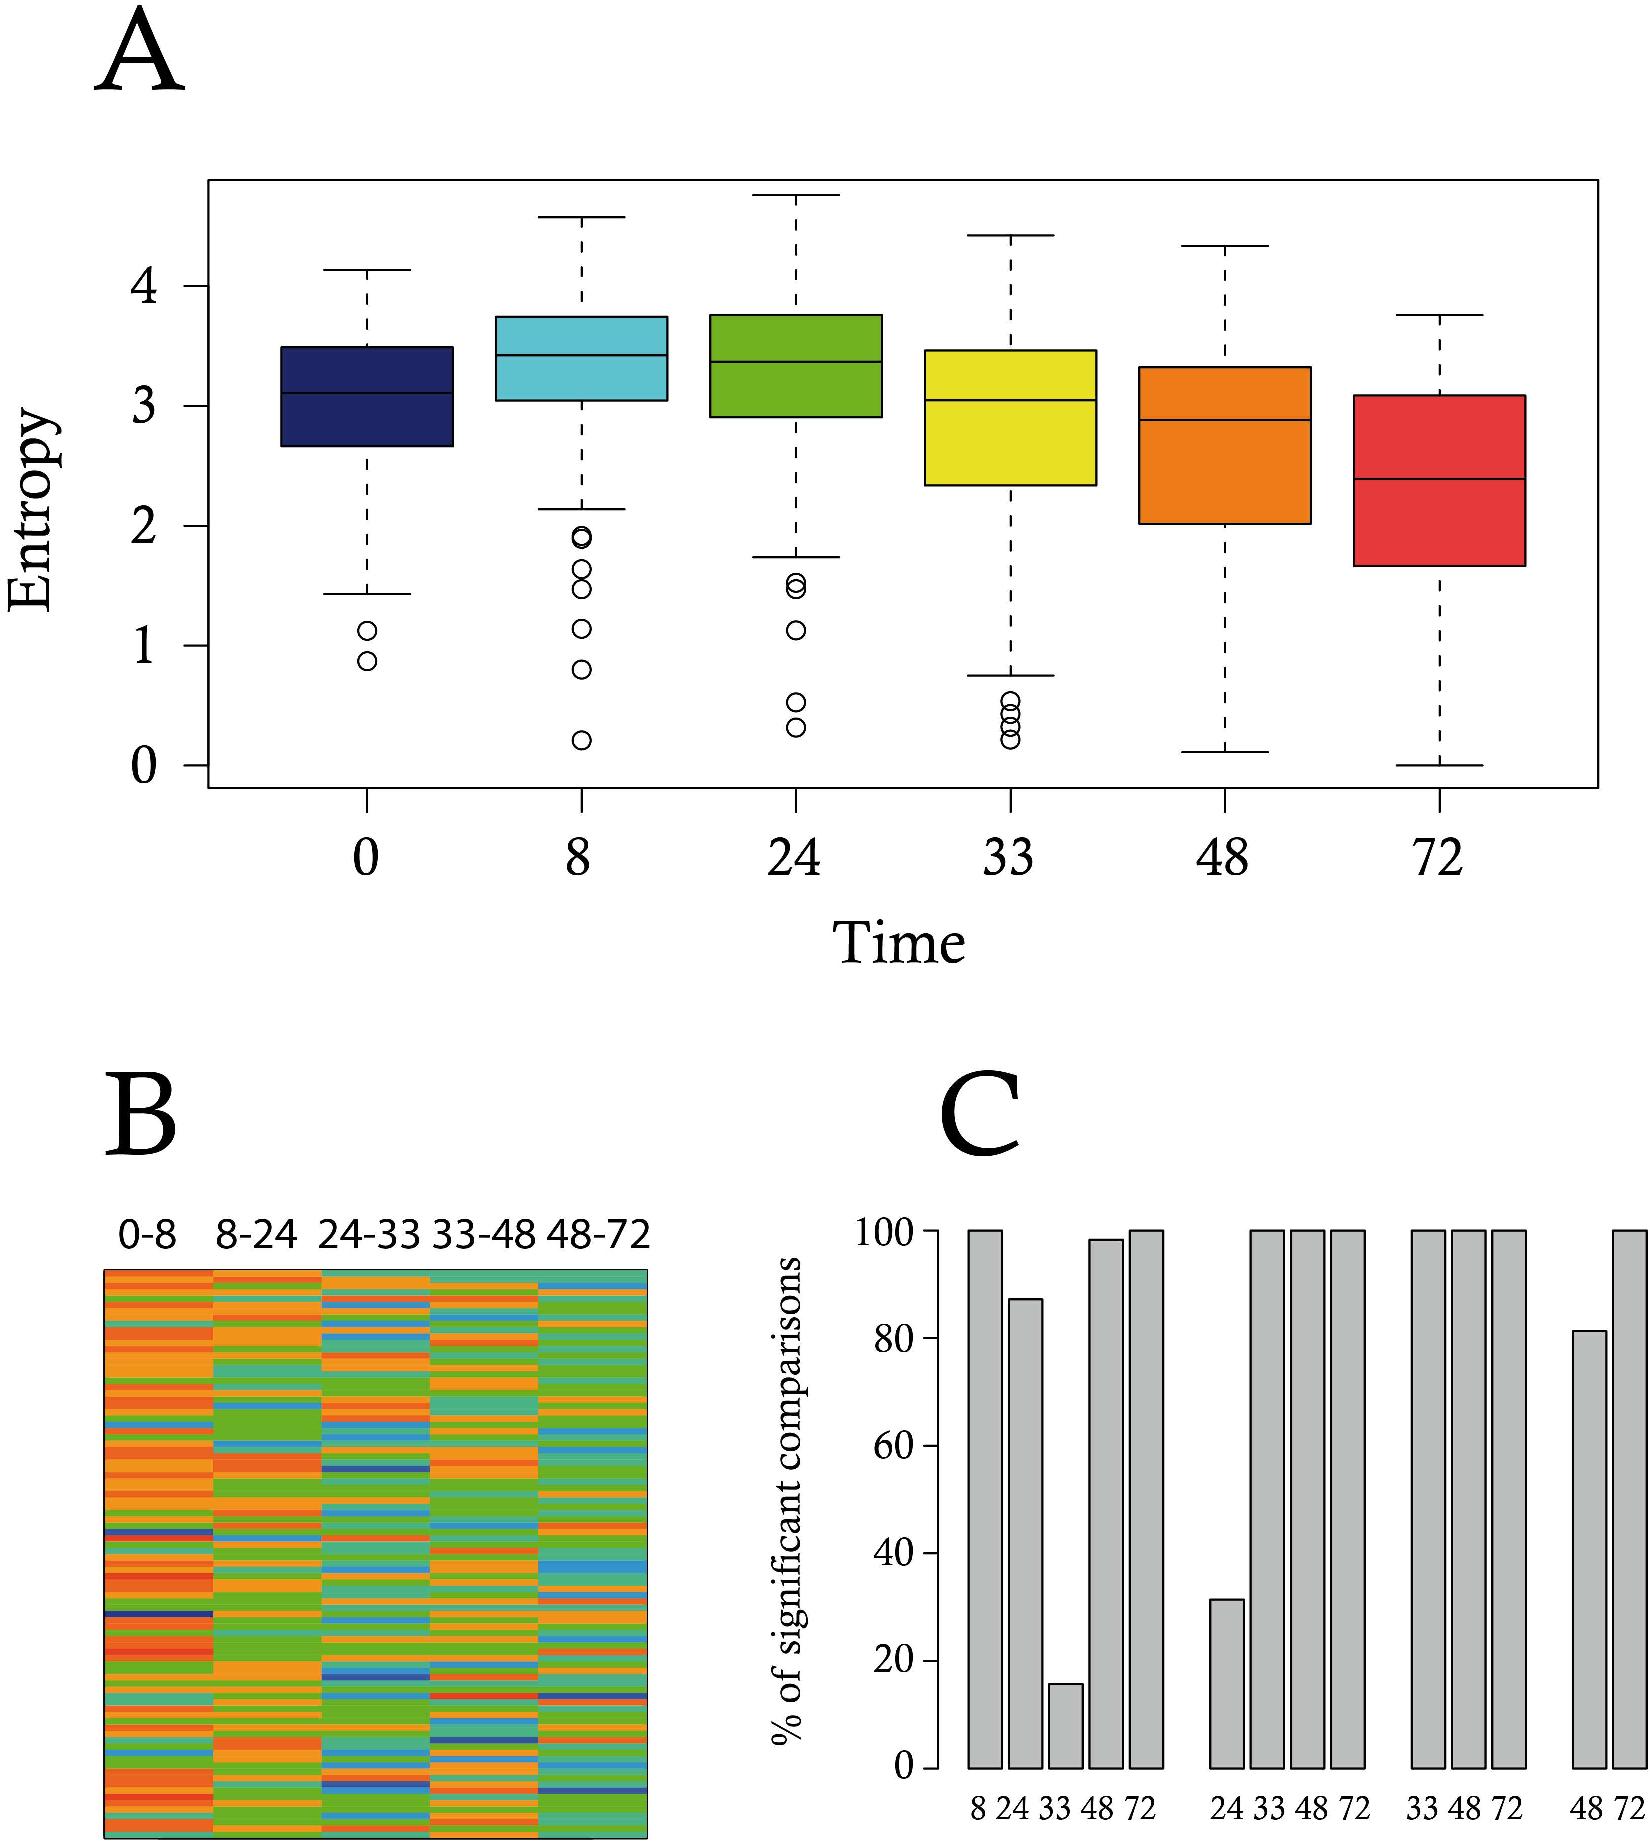 A
Entropy
4
3
2
1
0
0 8 24 33 48 72
Time
B
0-8 8-24 24-33 33-48 48-72
C
% of significant comparisons
100
80
60
40
20
0
8 24 33 48 72 24 33 48 72 33 48 72 48 72